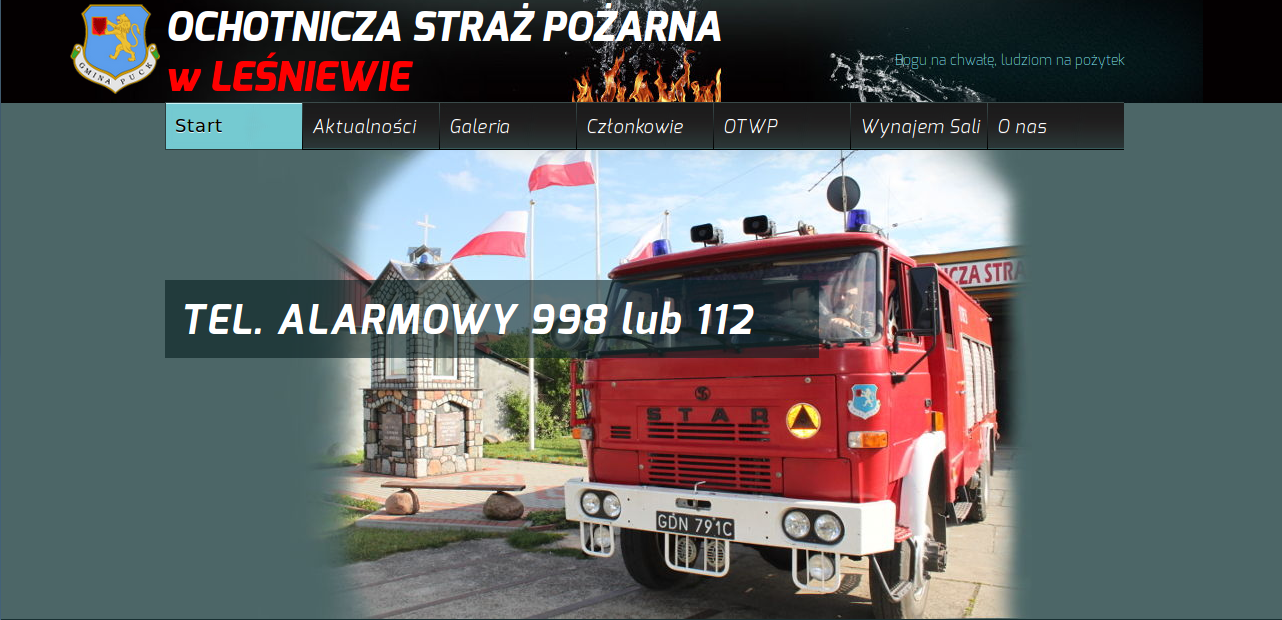 OCHOTNICZA STRAŻ POŻARNA
w LEŚNIEWIE
GMINA PUCK
Bogu na chwałę, ludziom na pożytek
Start
Aktualności
Galeria
Członkowie
OTWP
Wynajem Sali
O nas
CZA STRA
TEL. ALARMOWY 998 lub 112
STAR
GDN 791C